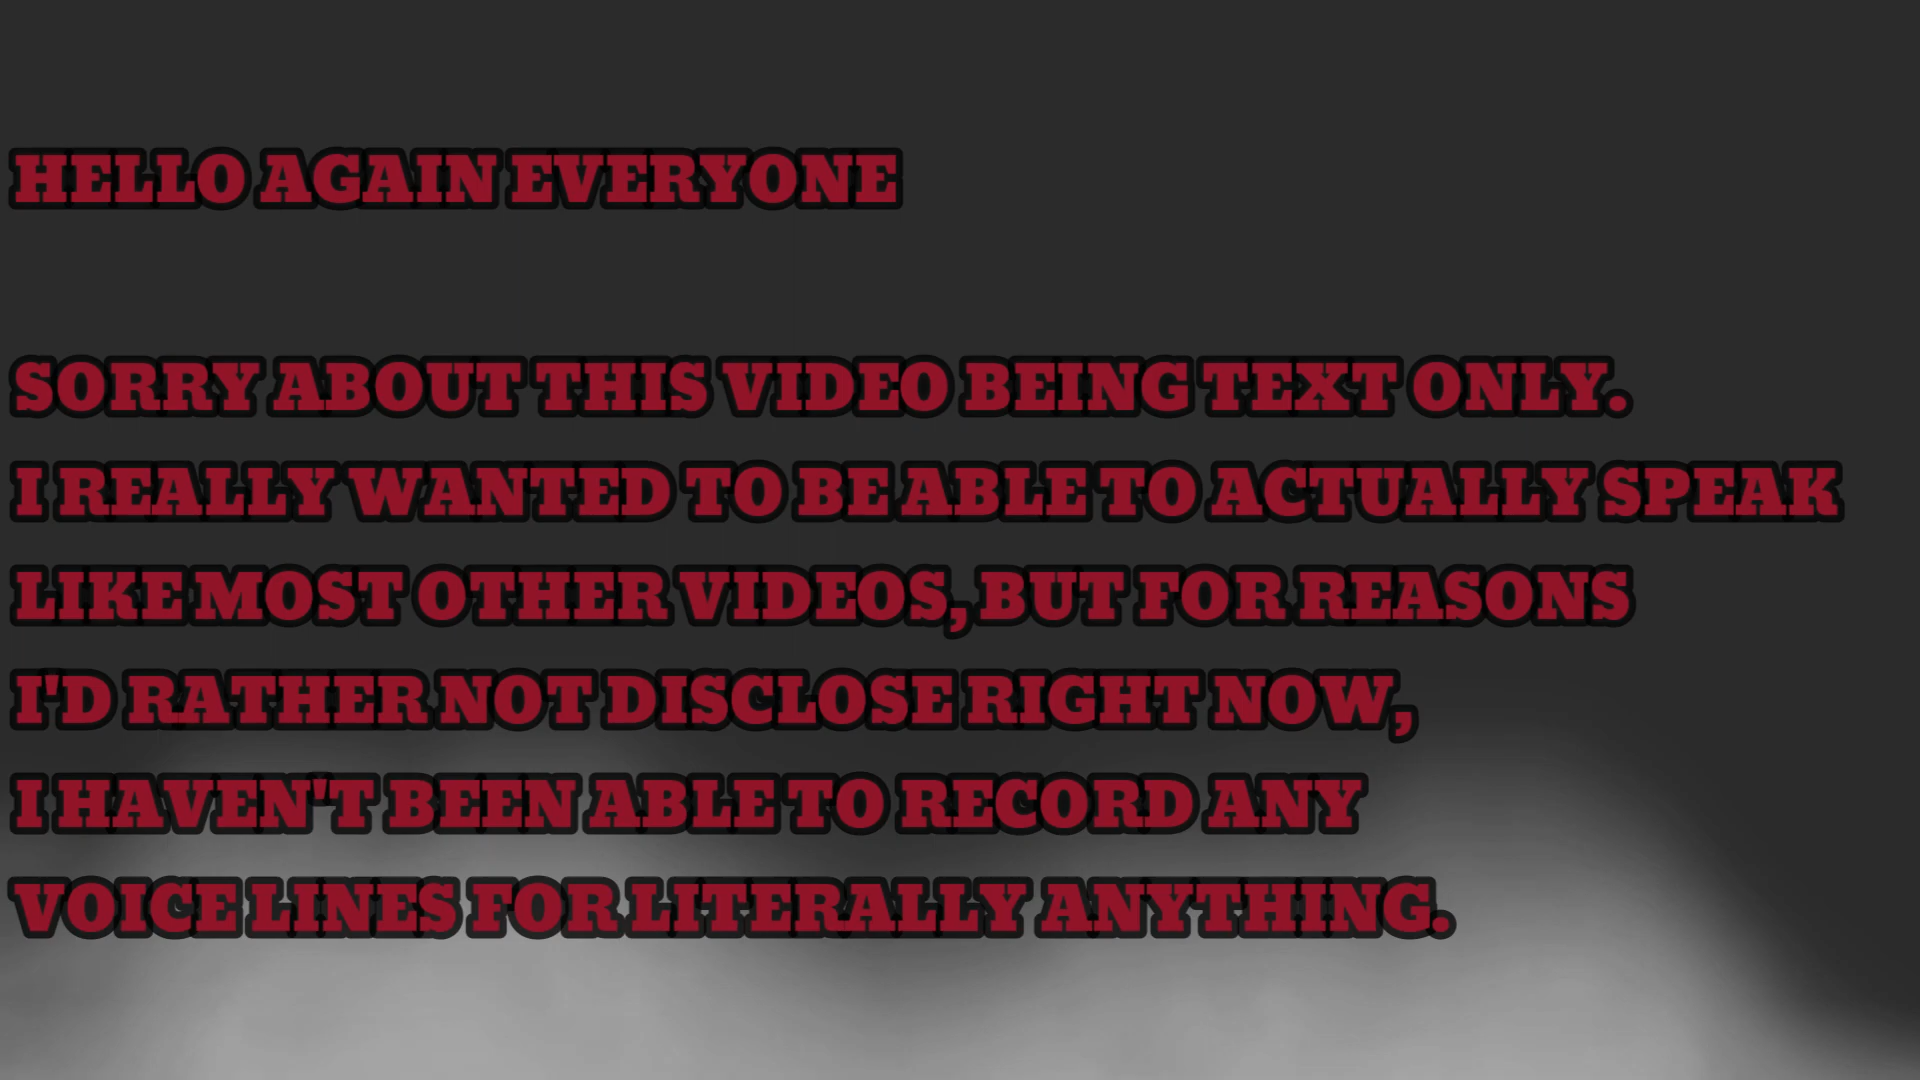 HELLO AGAIN EVERYONE
SORRY ABOUT THIS VIDEO BEING TEXT ONLY.
I REALLY WANTED TO BE ABLE TO ACTUALLY SPEAK
LIKE MOST OTHER VIDEOS, BUT FOR REASONS
I'D RATHER NOT DISCLOSE RIGHT NOW,
I HAVEN'T BEEN ABLE TO RECORD ANY
VOICE LINES FOR LITERALLY ANYTHING.